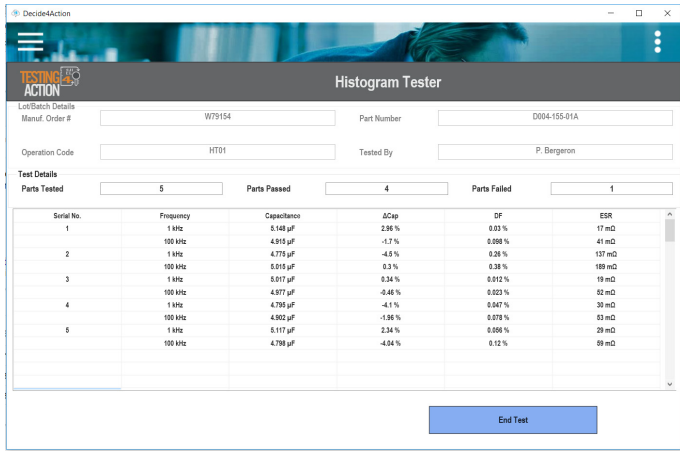 Decide4Action
TESTING 4 ACTION
Histogram Tester
Lot/Batch Details
Manuf. Order # W79154 Part Number D004-155-01A
Operation Code HT01 Tested By P. Bergeron
Test Details
Parts Tested 5 Parts Passed 4 Parts Failed 1
Serial No. Frequency Capacitance ΔCap DF ESR
1 1 kHz 5.148 µF 2.96 % 0.03 % 17 mΩ
100 kHz 4.915 µF -1.7 % 0.098 % 41 mΩ
2 1 kHz 4.775 µF -4.5 % 0.26 % 137 mΩ
100 kHz 5.015 µF 0.3 % 0.38 % 189 mΩ
3 1 kHz 5.017 µF 0.34 % 0.012 % 19 mΩ
100 kHz 4.977 µF -0.46 % 0.023 % 52 mΩ
4 1 kHz 4.795 µF -4.1 % 0.047 % 30 mΩ
100 kHz 4.902 µF -1.96 % 0.078 % 53 mΩ
5 1 kHz 5.117 µF 2.34 % 0.056 % 29 mΩ
100 kHz 4.798 µF -4.04 % 0.12 % 59 mΩ
End Test